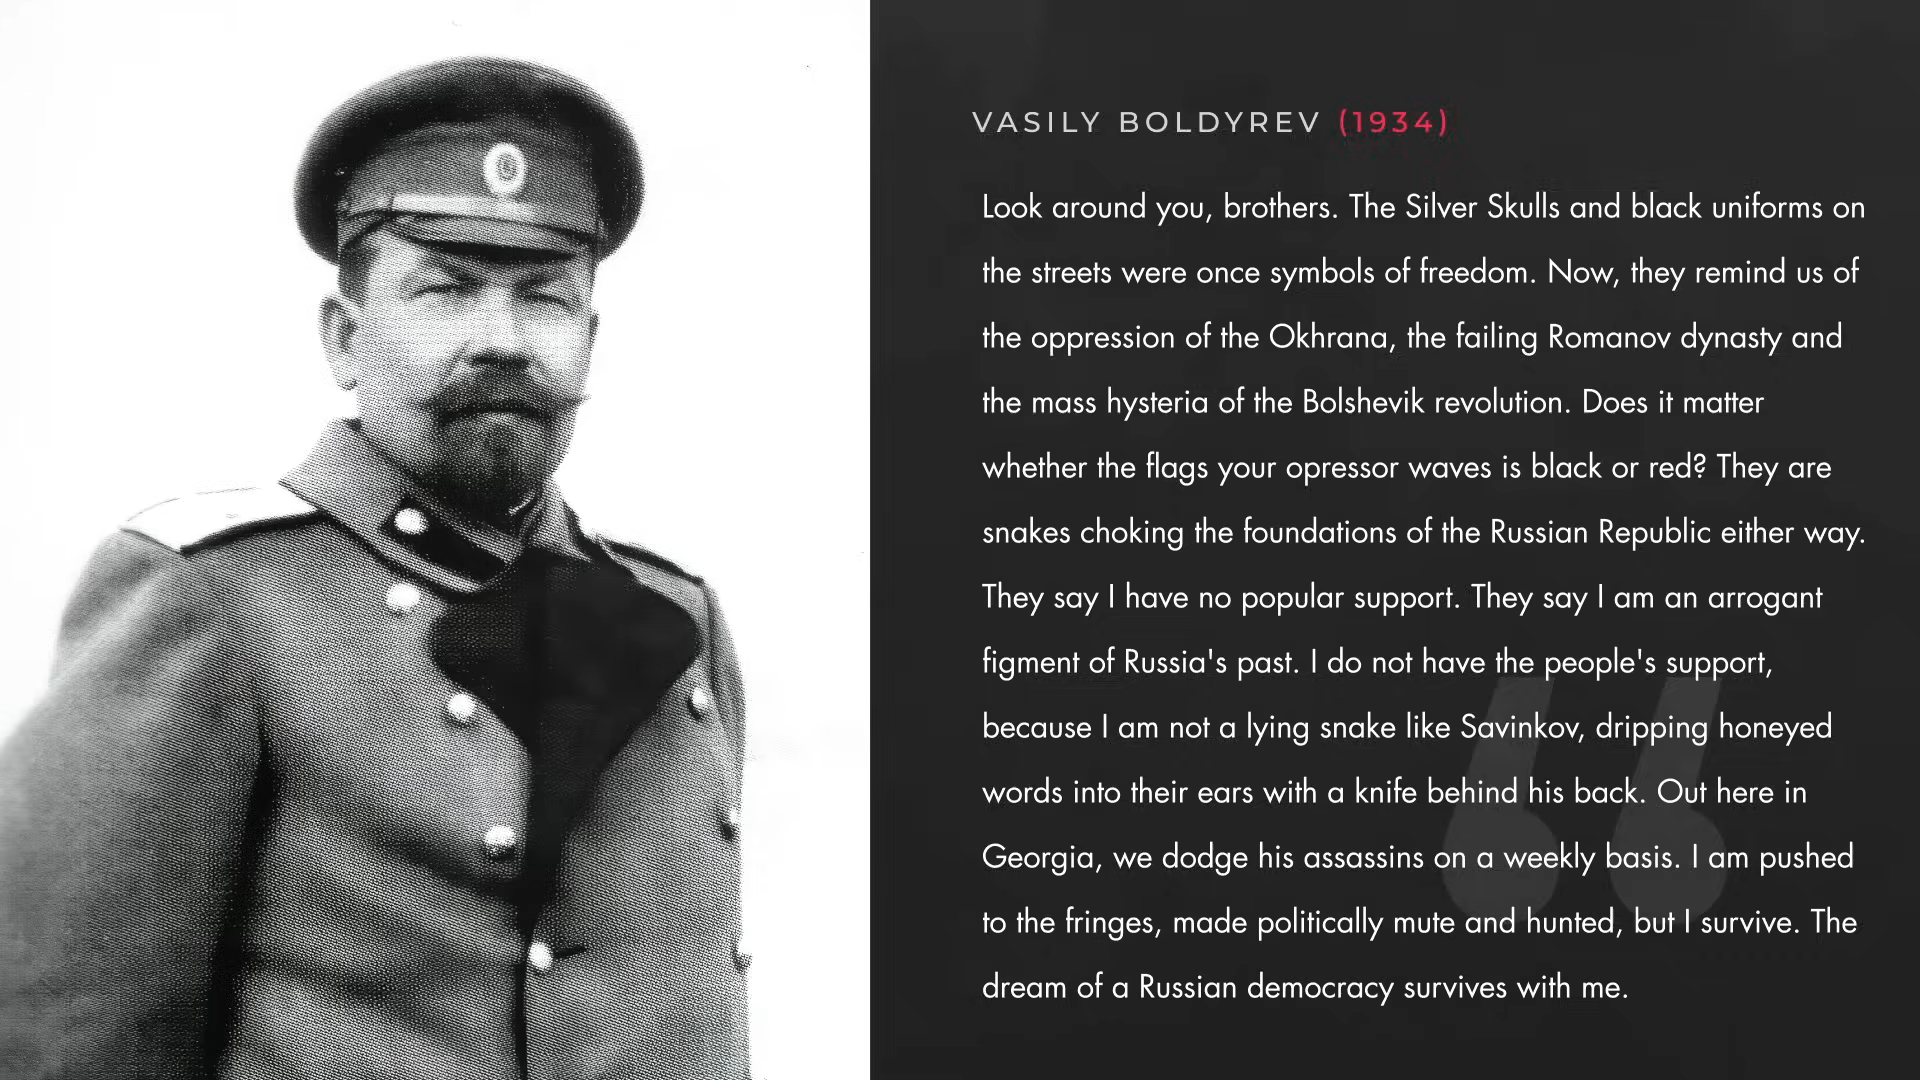 VASILY BOLDYREV (1934)
Look around you, brothers. The Silver Skulls and black uniforms on
the streets were once symbols of freedom. Now, they remind us of
the oppression of the Okhrana, the failing Romanov dynasty and
the mass hysteria of the Bolshevik revolution. Does it matter
whether the flags your opressor waves is black or red? They are
snakes choking the foundations of the Russian Republic either way.
They say I have no popular support. They say I am an arrogant
figment of Russia's past. I do not have the people's support,
because I am not a lying snake like Savinkov, dripping honeyed
words into their ears with a knife behind his back. Out here in
Georgia, we dodge his assassins on a weekly basis. I am pushed
to the fringes, made politically mute and hunted, but I survive. The
dream of a Russian democracy survives with me.